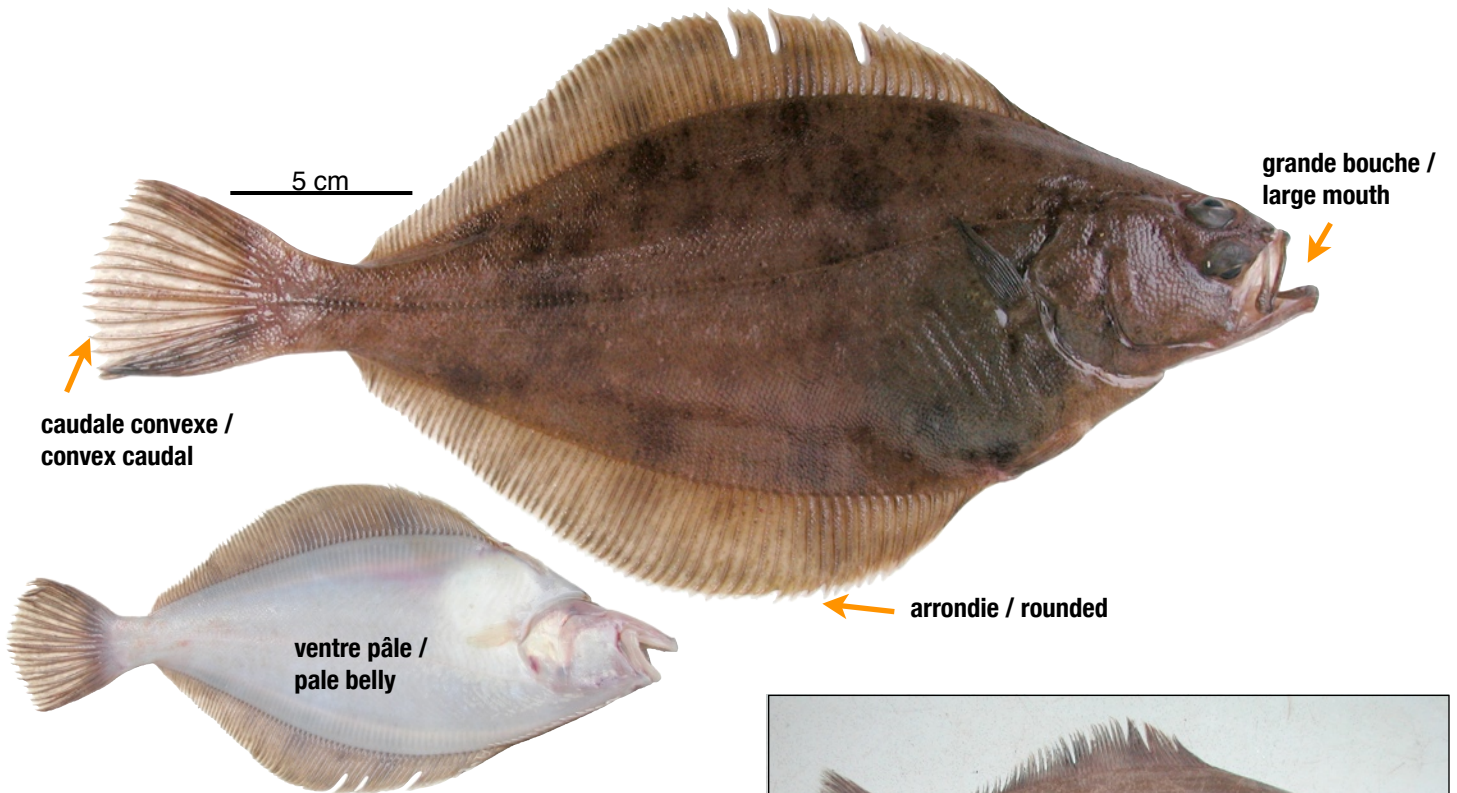 5 cm
grande bouche /
large mouth
caudale convexe /
convex caudal
arrondie / rounded
ventre pâle /
pale belly